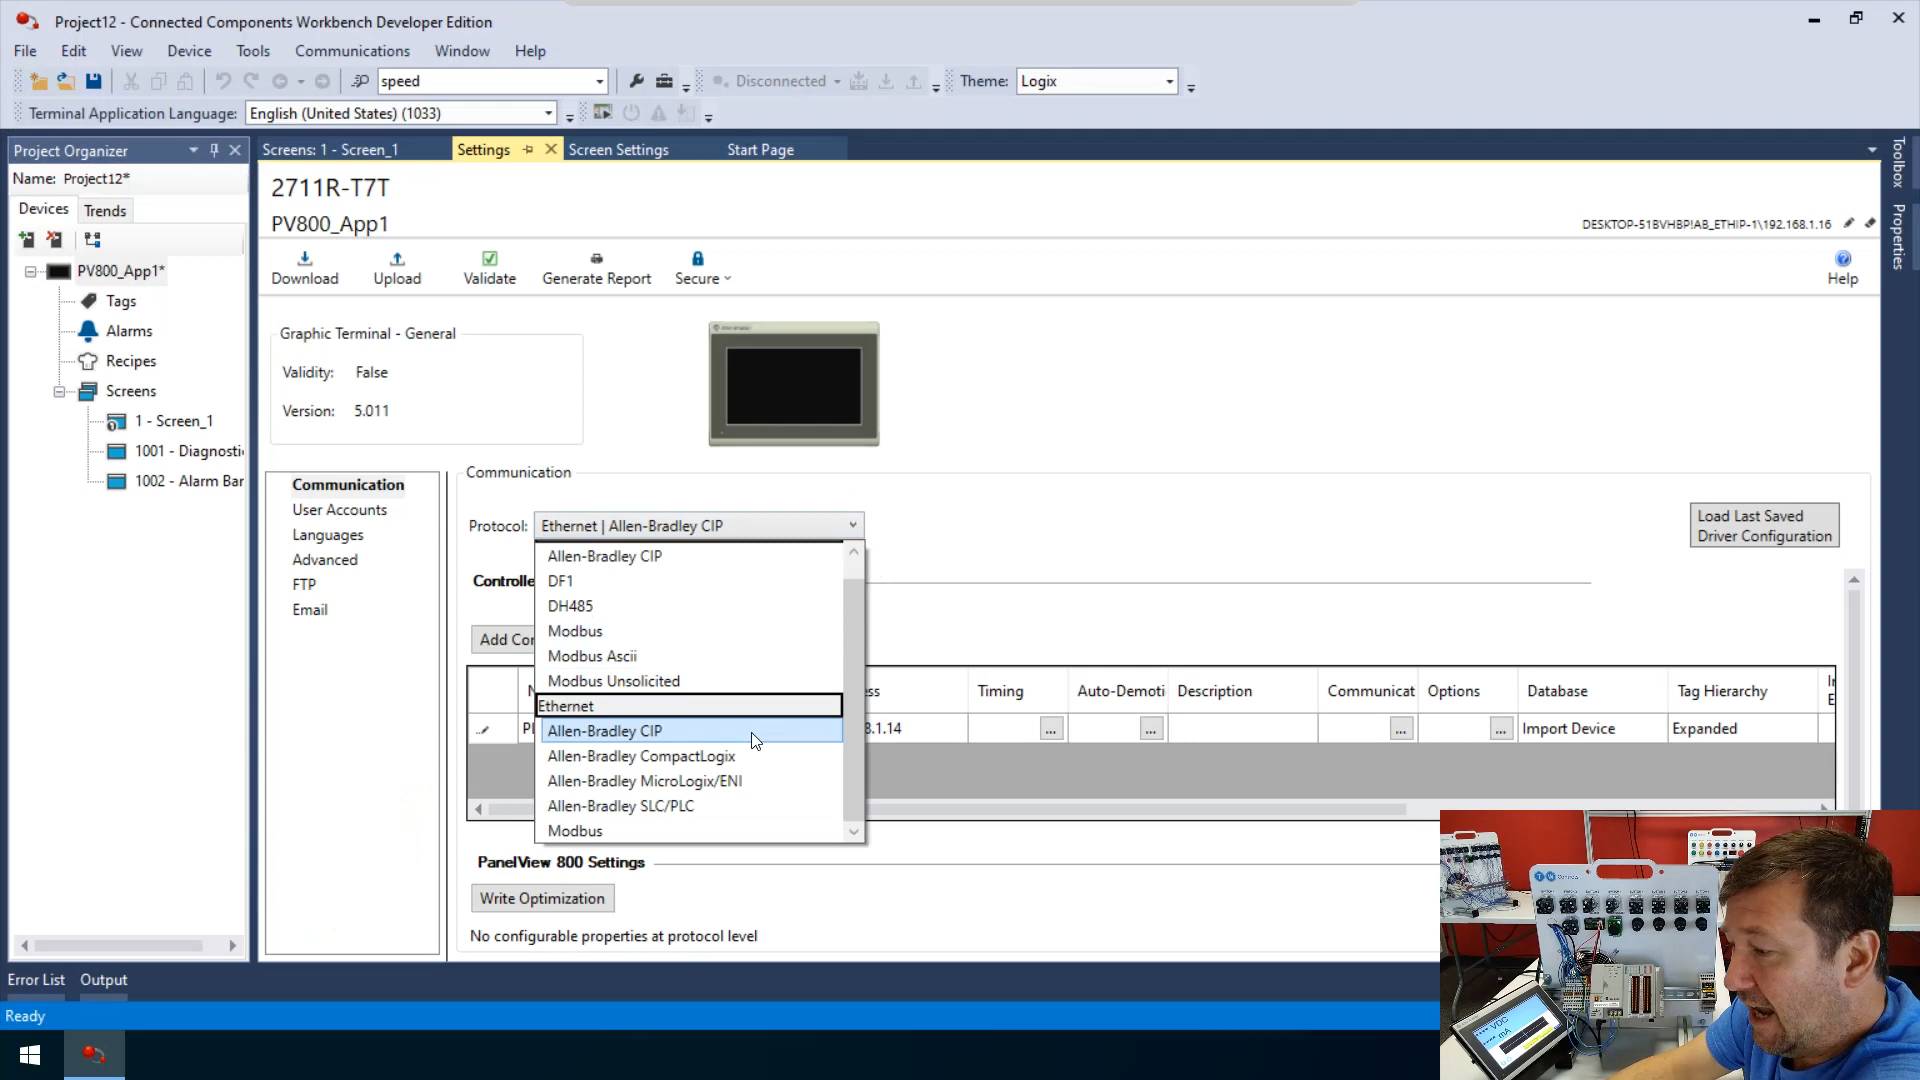 Project12 - Connected Components Workbench Developer Edition
File Edit View Device Tools Communications Window Help
speed
Disconnected
Theme: Logix
Terminal Application Language: English (United States) (1033)
Project Organizer
Name: Project12*
Devices Trends
PV800_App1*
Tags
Alarms
Recipes
Screens
1 - Screen_1
1001 - Diagnosti
1002 - Alarm Bar
Screens: 1 - Screen_1 Settings Screen Settings Start Page
2711R-T7T
PV800_App1
DESKTOP-51BVHBP!AB_ETHIP-1\192.168.1.16
Download Upload Validate Generate Report Secure Help
Graphic Terminal - General
Validity: False
Version: 5.011
Communication
User Accounts
Languages
Advanced
FTP
Email
Communication
Protocol: Ethernet | Allen-Bradley CIP
Load Last Saved
Driver Configuration
Allen-Bradley CIP
DF1
DH485
Modbus
Modbus Ascii
Modbus Unsolicited
Ethernet
Allen-Bradley CIP
Allen-Bradley CompactLogix
Allen-Bradley MicroLogix/ENI
Allen-Bradley SLC/PLC
Modbus
Controlle
Add Con
ss Timing Auto-Demoti Description Communicat Options Database Tag Hierarchy
.1.14 ... ... ... ... Import Device Expanded
PanelView 800 Settings
Write Optimization
No configurable properties at protocol level
Toolbox
Properties
Error List Output
Ready
VDC
mA